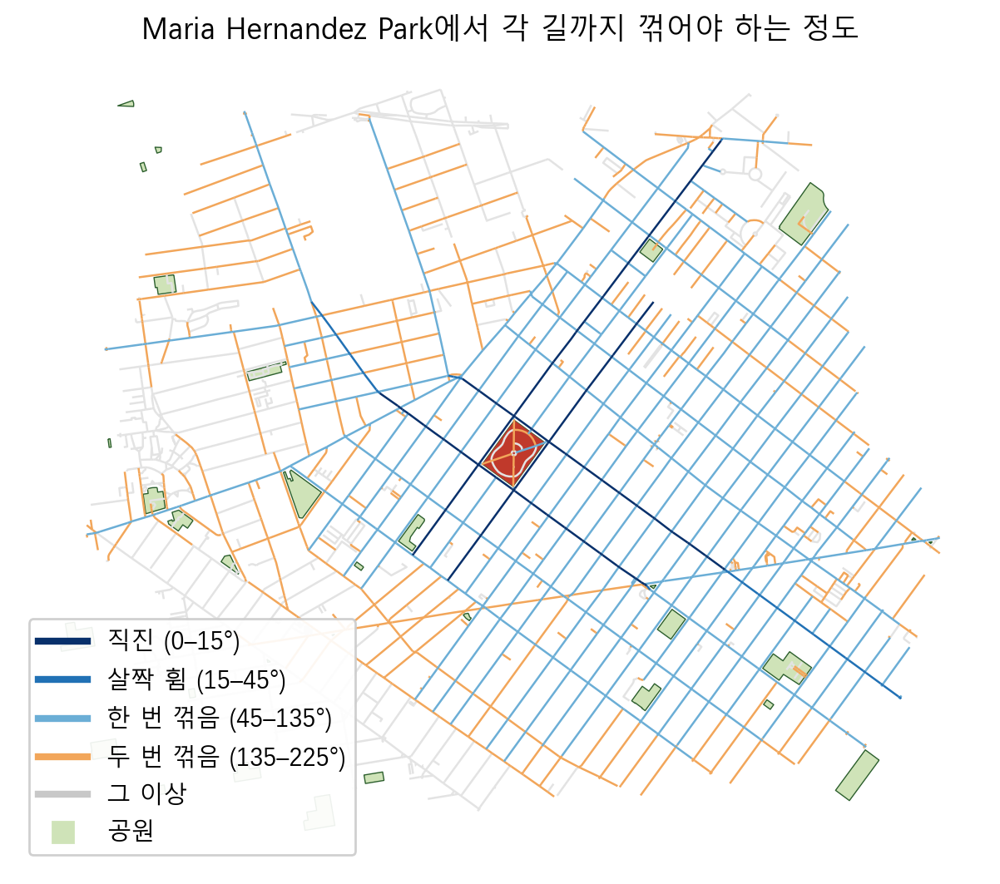 Maria Hernandez Park에서 각 길까지 꺾어야 하는 정도
직진 (0–15°)
살짝 휨 (15–45°)
한 번 꺾음 (45–135°)
두 번 꺾음 (135–225°)
그 이상
공원